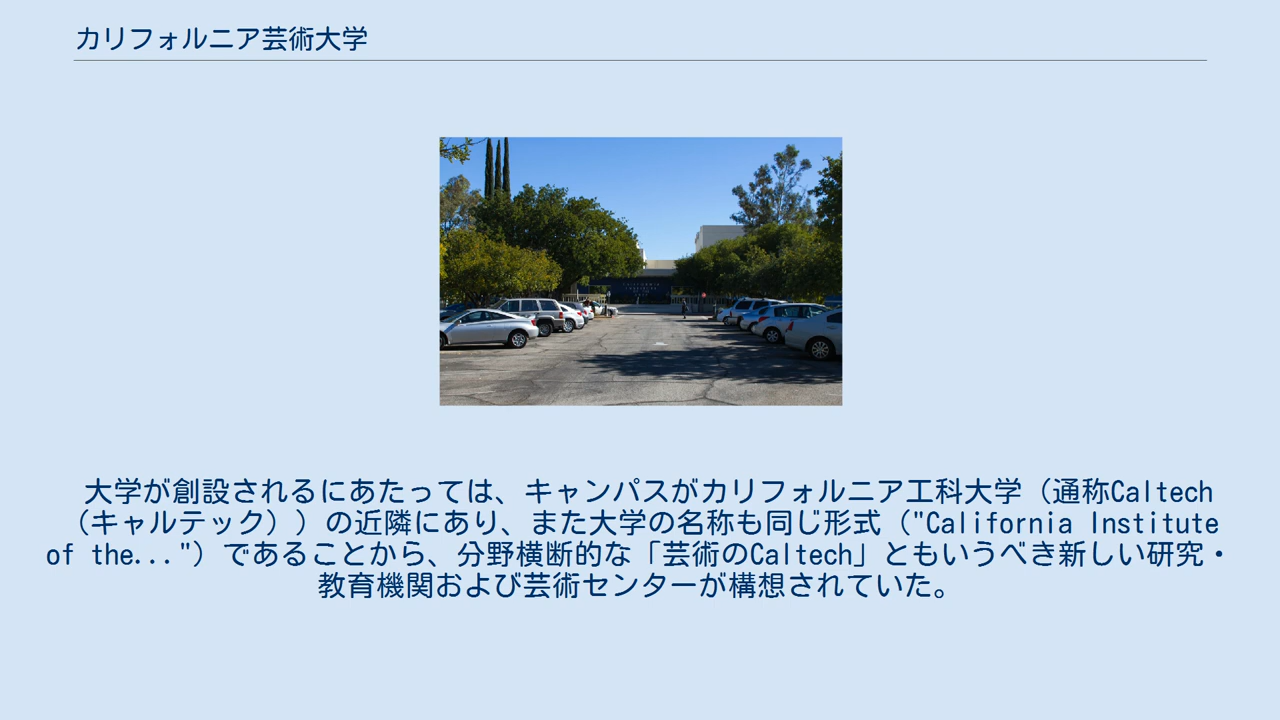 カリフォルニア芸術大学
大学が創設されるにあたっては、キャンパスがカリフォルニア工科大学（通称Caltech
（キャルテック））の近隣にあり、また大学の名称も同じ形式（"California Institute
of the..."）であることから、分野横断的な「芸術のCaltech」ともいうべき新しい研究・
教育機関および芸術センターが構想されていた。